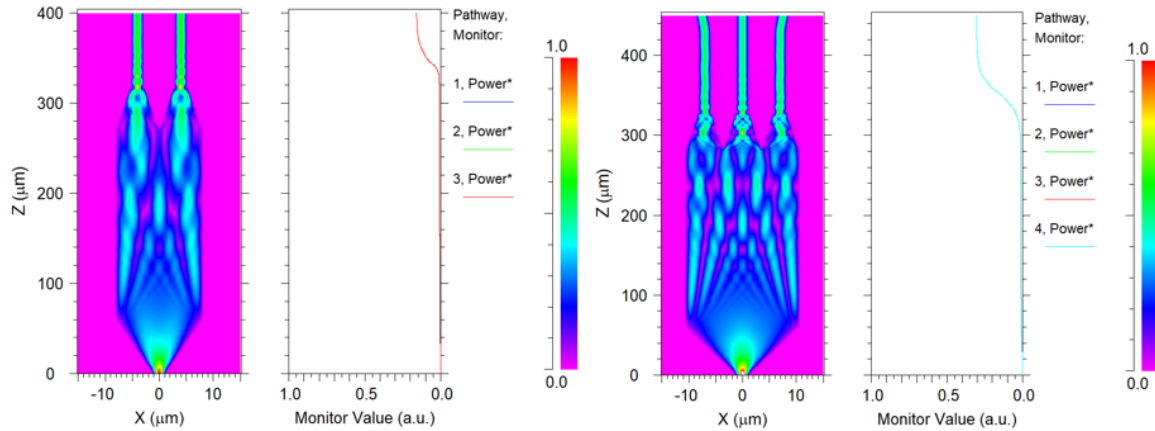 400
300
200
100
0
Z (μm)
-10
0
10
X (μm)
1.0
0.5
0.0
Monitor Value (a.u.)
Pathway,
Monitor:
1, Power*
2, Power*
3, Power*
1.0
0.0
400
300
200
100
0
Z (μm)
-10
0
10
X (μm)
1.0
0.5
0.0
Monitor Value (a.u.)
Pathway,
Monitor:
1, Power*
2, Power*
3, Power*
4, Power*
1.0
0.0